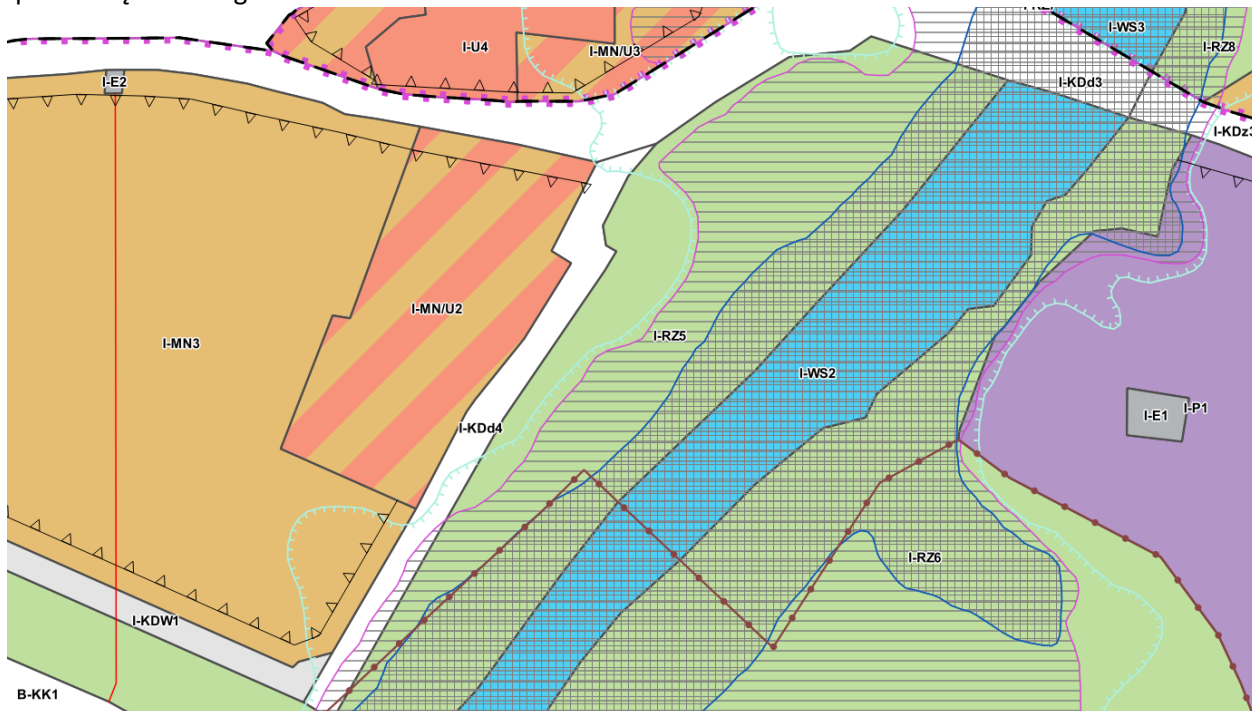 I-WS3
I-U4
I-MN/U3
I-RZ8
I-E2
I-KDd3
I-KDz3
I-MN/U2
I-RZ5
I-MN3
I-WS2
I-P1
I-E1
I-KDd4
I-RZ6
I-KDW1
B-KK1